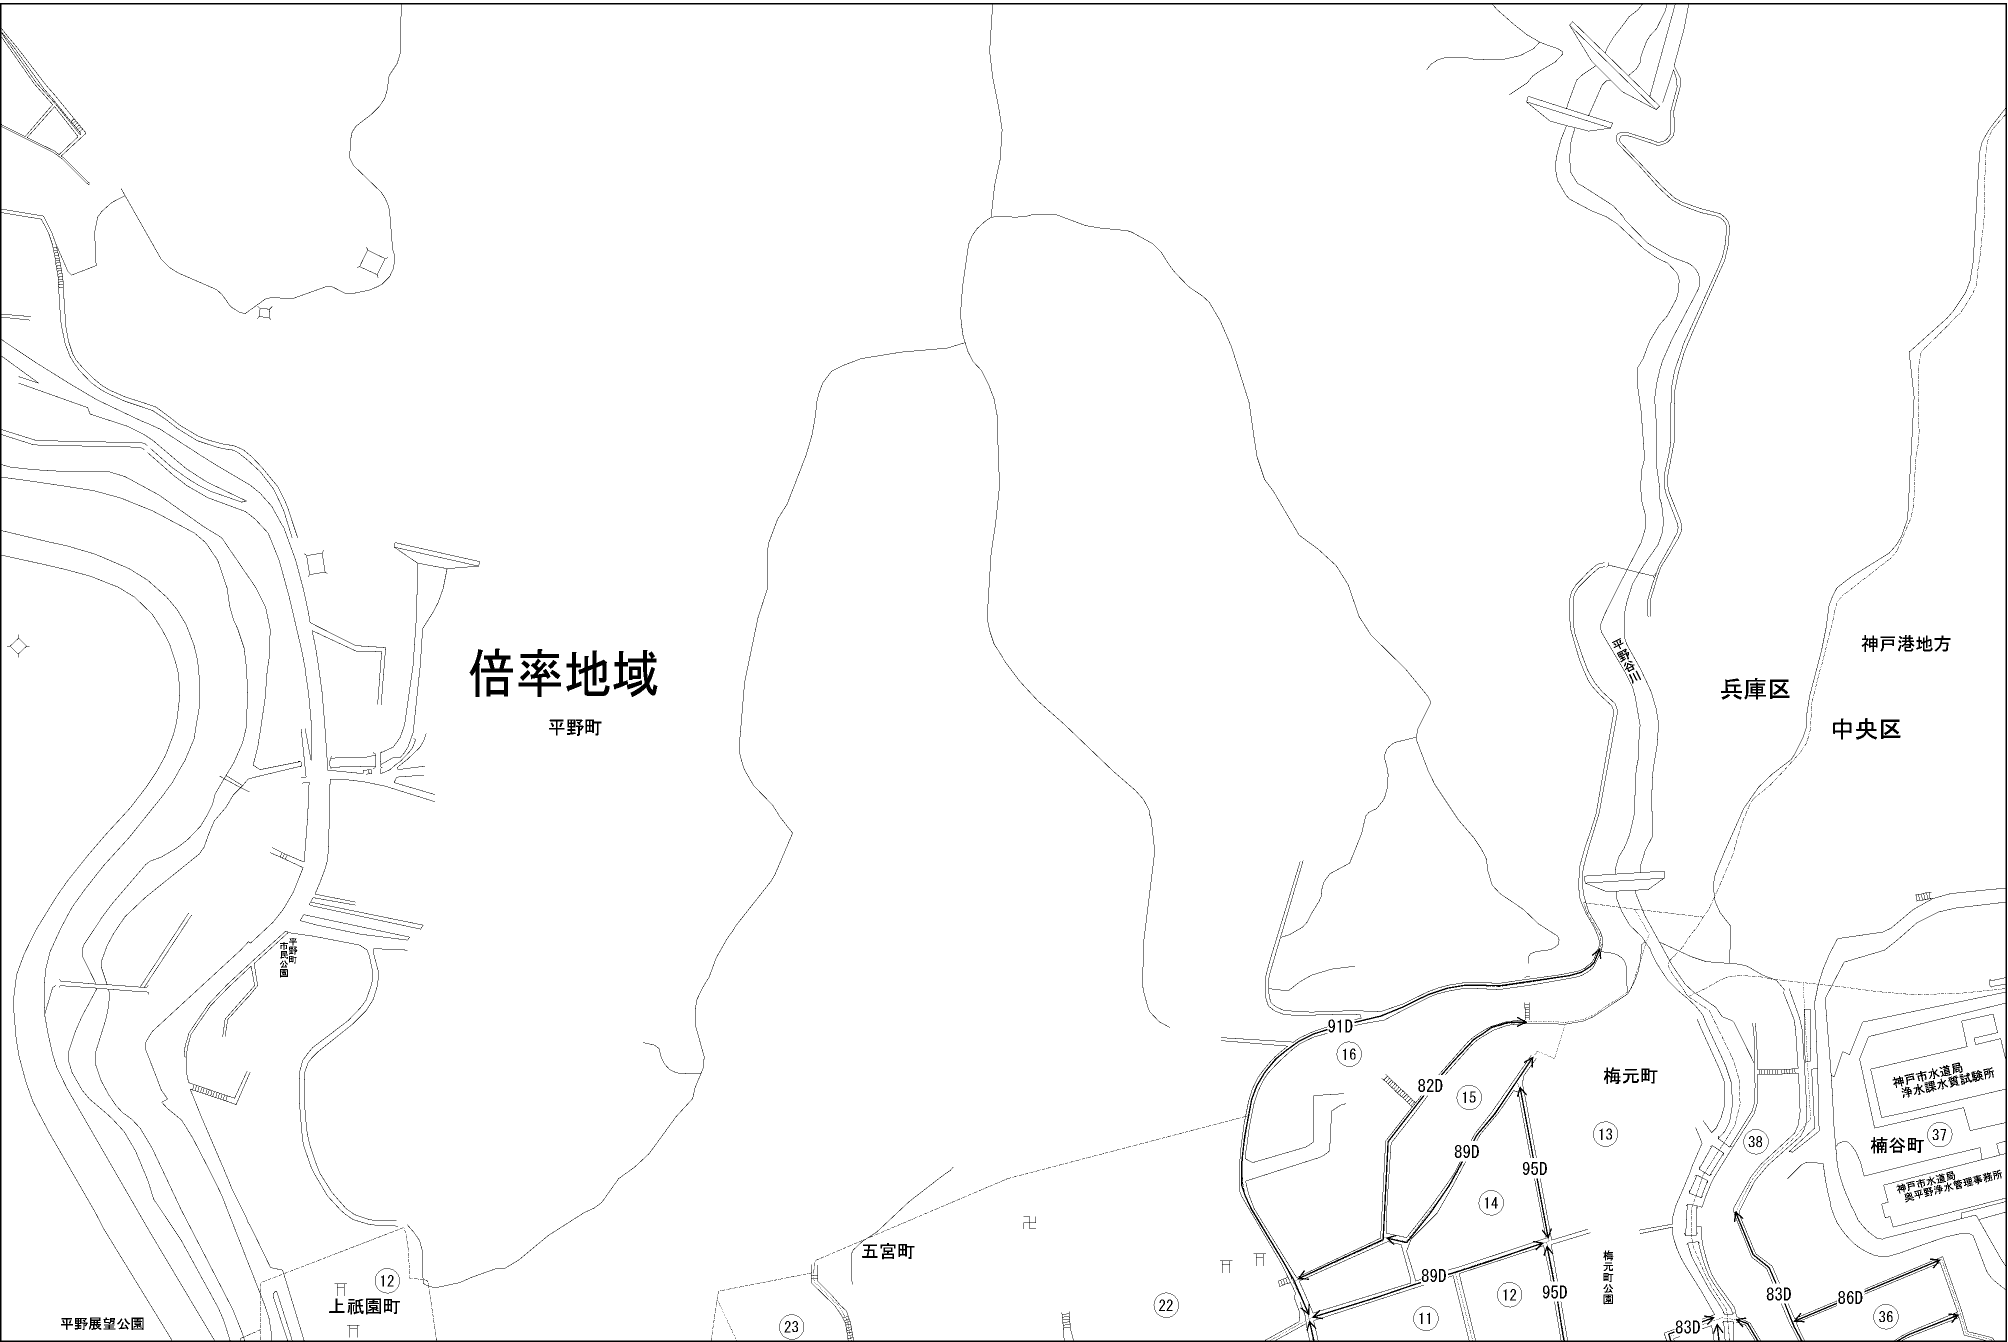 倍率地域
平野町
平野谷川
神戸港地方
兵庫区
中央区
平野町
市民公園
91D
16
82D
15
梅元町
神戸市水道局
浄水課水質試験所
89D
13
38
楠谷町
37
95D
神戸市水道局
奥平野浄水管理事務所
14
五宮町
12
上祇園町
平野展望公園
23
22
89D
11
12
95D
梅元町公園
83D
86D
83D
36